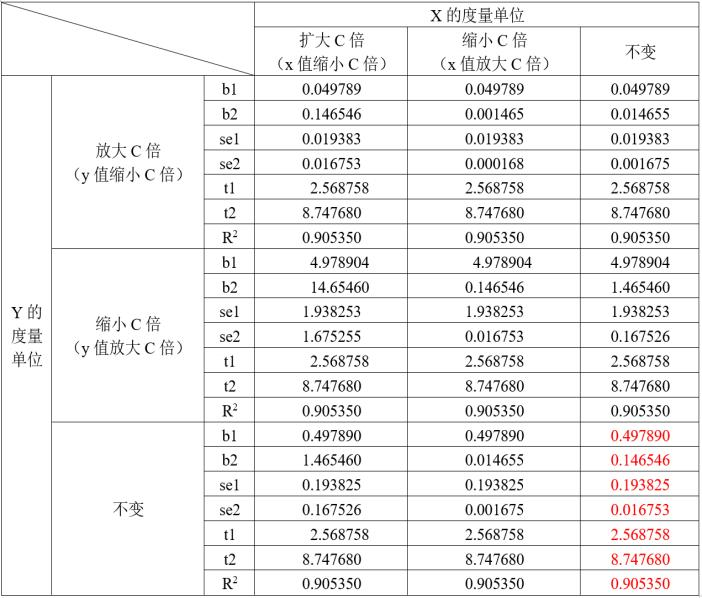 X 的度量单位
扩大 C 倍
（x 值缩小 C 倍）
缩小 C 倍
（x 值放大 C 倍）
不变
Y 的
度量
单位
放大 C 倍
（y 值缩小 C 倍）
b1 0.049789 0.049789 0.049789
b2 0.146546 0.001465 0.014655
se1 0.019383 0.019383 0.019383
se2 0.016753 0.000168 0.001675
t1 2.568758 2.568758 2.568758
t2 8.747680 8.747680 8.747680
R² 0.905350 0.905350 0.905350
缩小 C 倍
（y 值放大 C 倍）
b1 4.978904 4.978904 4.978904
b2 14.65460 0.146546 1.465460
se1 1.938253 1.938253 1.938253
se2 1.675255 0.016753 0.167526
t1 2.568758 2.568758 2.568758
t2 8.747680 8.747680 8.747680
R² 0.905350 0.905350 0.905350
不变
b1 0.497890 0.497890 0.497890
b2 1.465460 0.014655 0.146546
se1 0.193825 0.193825 0.193825
se2 0.167526 0.001675 0.016753
t1 2.568758 2.568758 2.568758
t2 8.747680 8.747680 8.747680
R² 0.905350 0.905350 0.905350